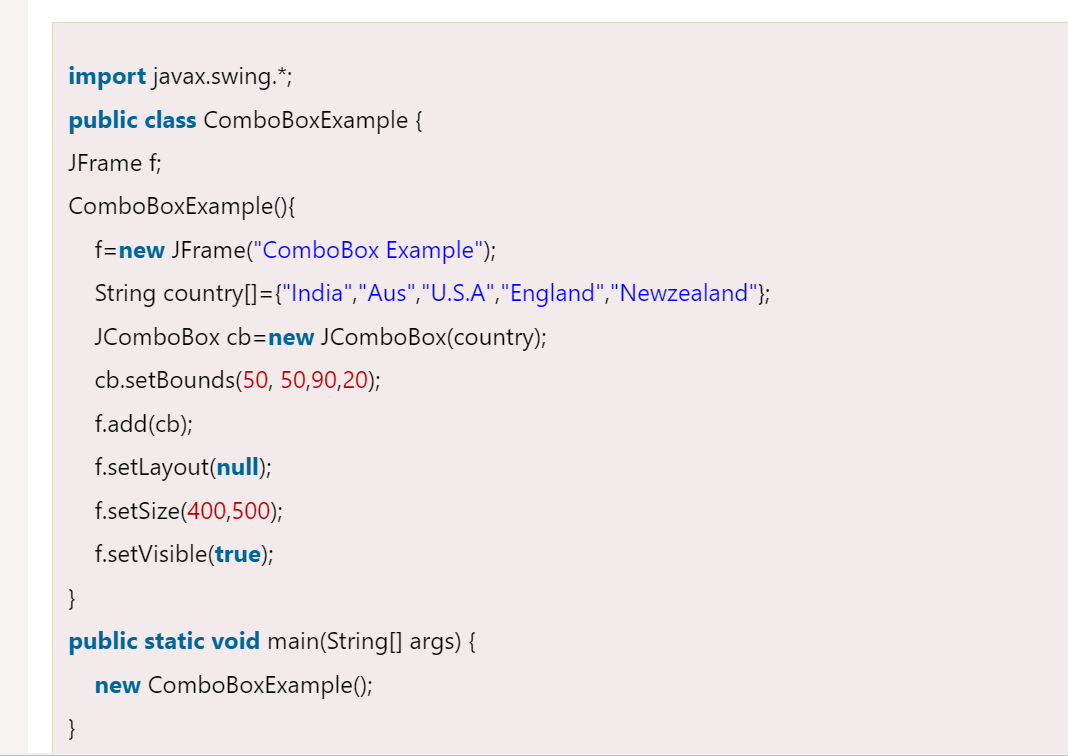 import javax.swing.*;
public class ComboBoxExample {
JFrame f;
ComboBoxExample(){
    f=new JFrame("ComboBox Example");
    String country[]={"India","Aus","U.S.A","England","Newzealand"};
    JComboBox cb=new JComboBox(country);
    cb.setBounds(50, 50,90,20);
    f.add(cb);
    f.setLayout(null);
    f.setSize(400,500);
    f.setVisible(true);
}
public static void main(String[] args) {
    new ComboBoxExample();
}